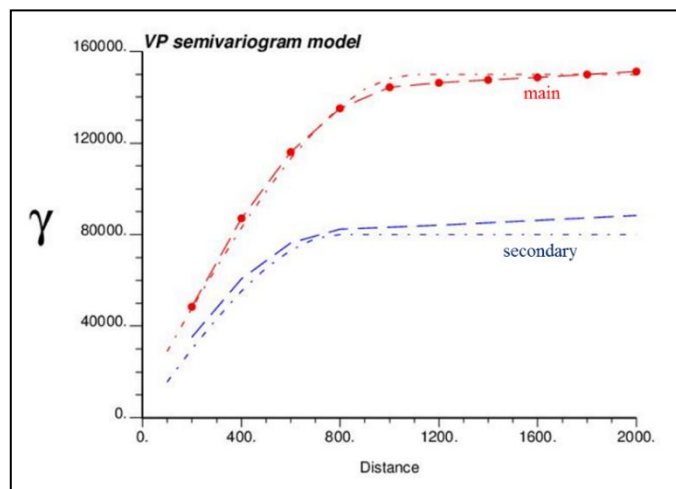 VP semivariogram model
160000.
120000.
80000.
40000.
0.
γ
main
secondary
0. 400. 800. 1200. 1600. 2000.
Distance